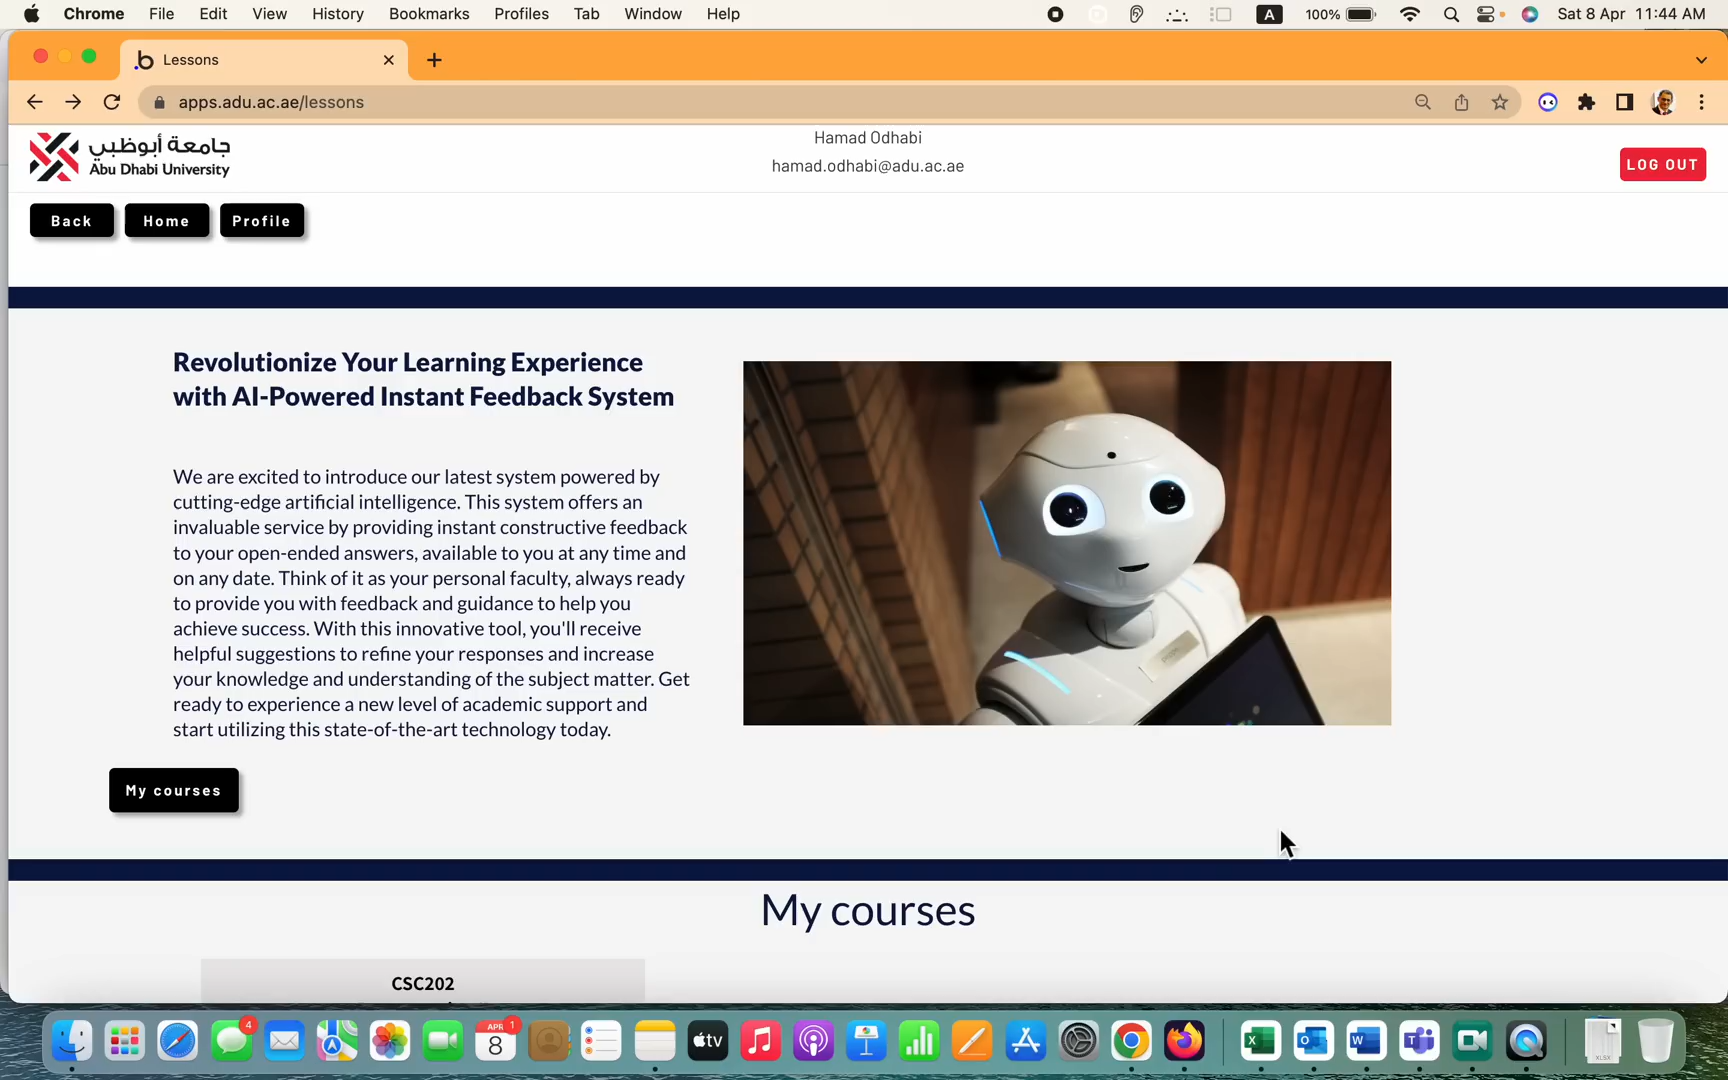 Chrome File Edit View History Bookmarks Profiles Tab Window Help A 100% Sat 8 Apr 11:44 AM
Lessons
apps.adu.ac.ae/lessons
جامعة أبوظبي
Abu Dhabi University
Hamad Odhabi
hamad.odhabi@adu.ac.ae
LOG OUT
Back Home Profile
Revolutionize Your Learning Experience
with AI-Powered Instant Feedback System
We are excited to introduce our latest system powered by
cutting-edge artificial intelligence. This system offers an
invaluable service by providing instant constructive feedback
to your open-ended answers, available to you at any time and
on any date. Think of it as your personal faculty, always ready
to provide you with feedback and guidance to help you
achieve success. With this innovative tool, you'll receive
helpful suggestions to refine your responses and increase
your knowledge and understanding of the subject matter. Get
ready to experience a new level of academic support and
start utilizing this state-of-the-art technology today.
My courses
My courses
CSC202
4
APR 1
8
tv
XLSX